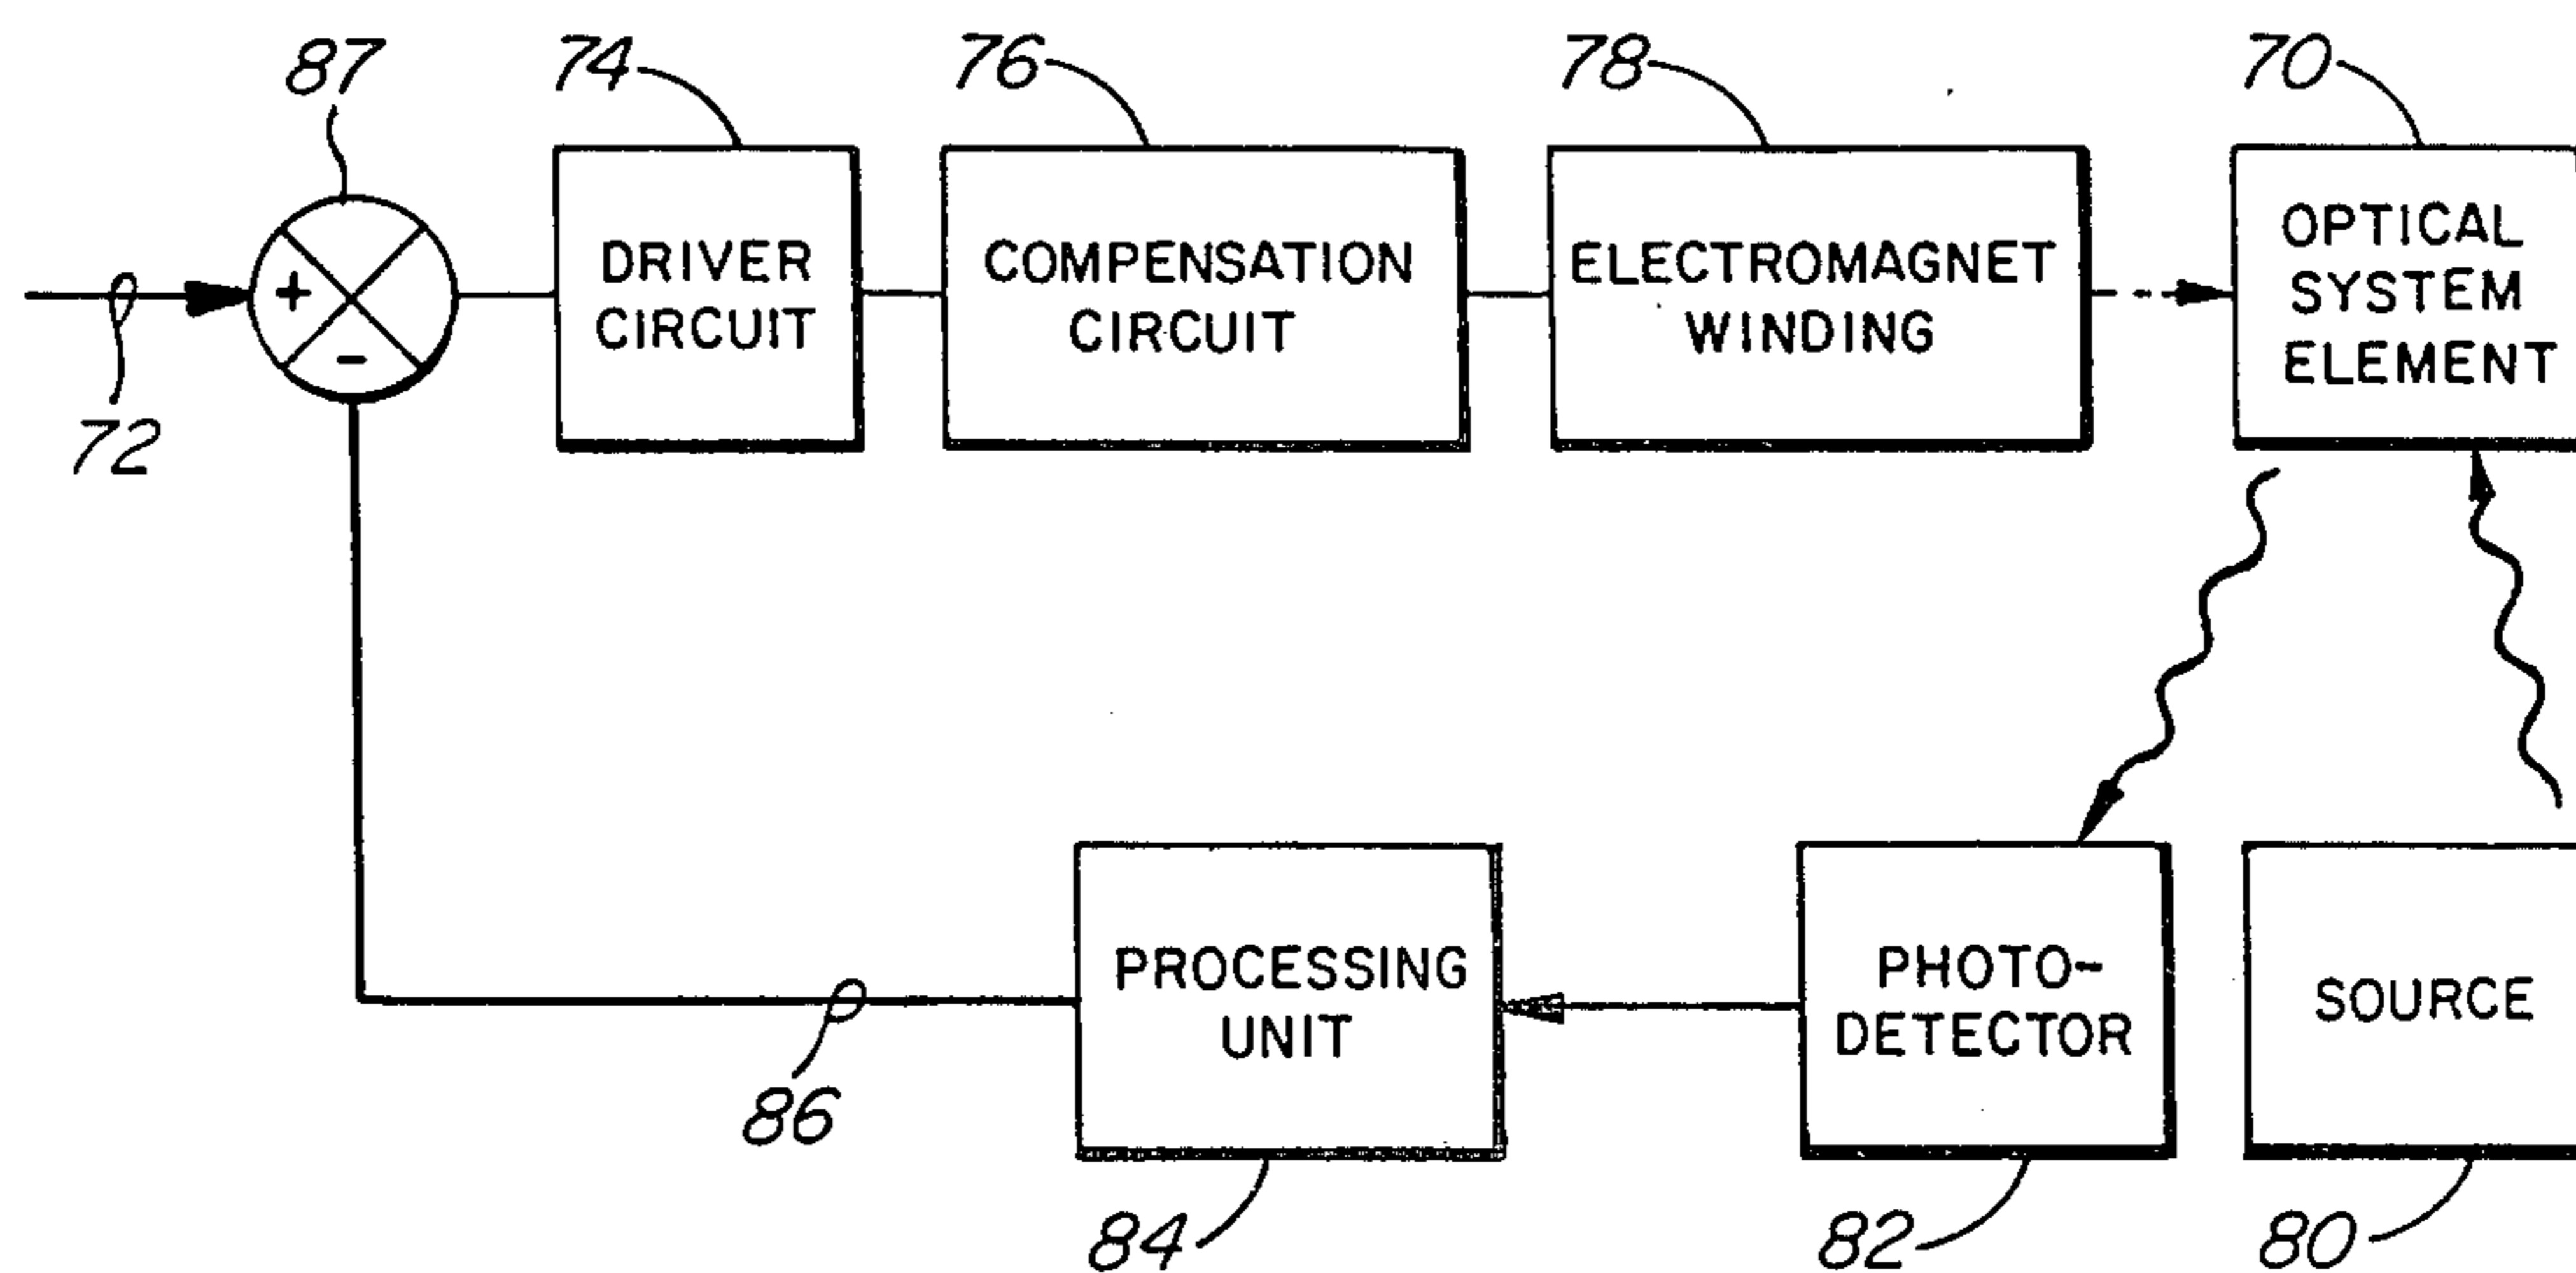 87
74
76
78
70
+
-
72
DRIVER
CIRCUIT
COMPENSATION
CIRCUIT
ELECTROMAGNET
WINDING
OPTICAL
SYSTEM
ELEMENT
PROCESSING
UNIT
PHOTO-
DETECTOR
SOURCE
86
84
82
80